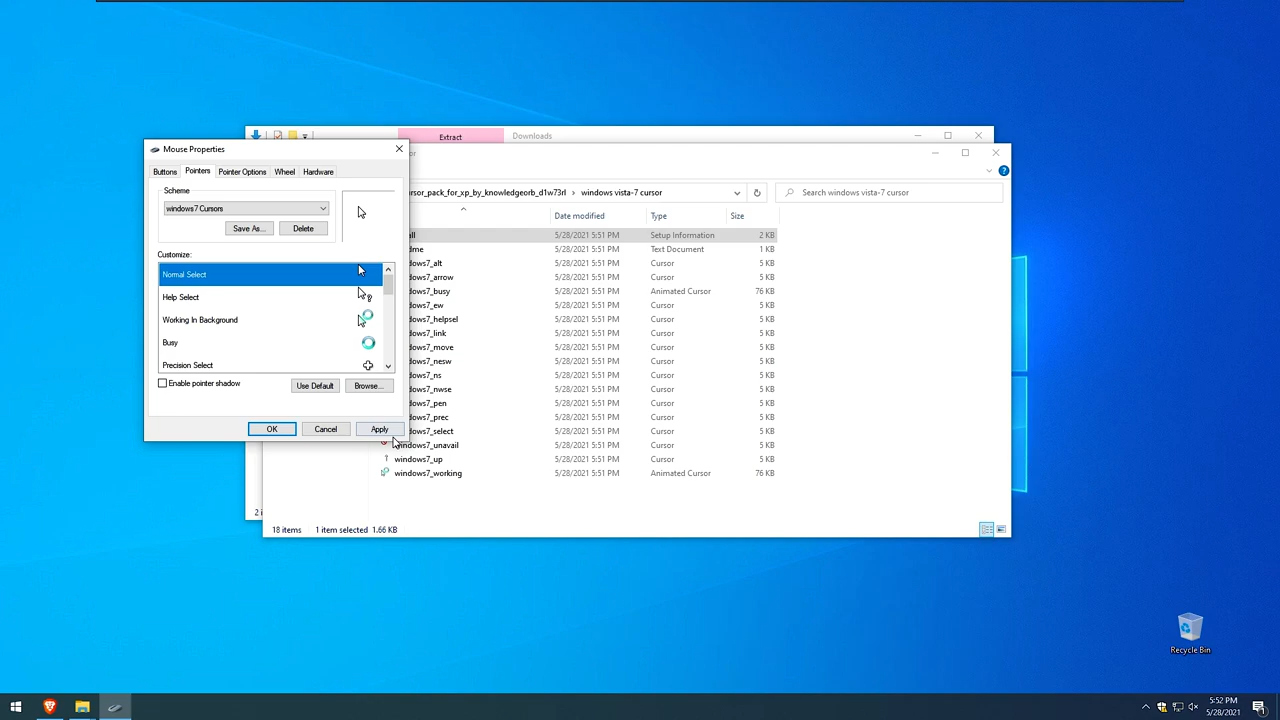 Extract
Downloads
Mouse Properties
Buttons
Pointers
Pointer Options
Wheel
Hardware
Scheme
windows7 Cursors
Save As...
Delete
Customize:
Normal Select
Help Select
Working In Background
Busy
Precision Select
Enable pointer shadow
Use Default
Browse...
OK
Cancel
Apply
ursor_pack_for_xp_by_knowledgeorb_d1w73rl > windows vista-7 cursor
Search windows vista-7 cursor
Date modified Type Size
all 5/28/2021 5:51 PM Setup Information 2 KB
dme 5/28/2021 5:51 PM Text Document 1 KB
dows7_alt 5/28/2021 5:51 PM Cursor 5 KB
dows7_arrow 5/28/2021 5:51 PM Cursor 5 KB
dows7_busy 5/28/2021 5:51 PM Animated Cursor 76 KB
dows7_ew 5/28/2021 5:51 PM Cursor 5 KB
dows7_helpsel 5/28/2021 5:51 PM Cursor 5 KB
dows7_link 5/28/2021 5:51 PM Cursor 5 KB
dows7_move 5/28/2021 5:51 PM Cursor 5 KB
dows7_nesw 5/28/2021 5:51 PM Cursor 5 KB
dows7_ns 5/28/2021 5:51 PM Cursor 5 KB
dows7_nwse 5/28/2021 5:51 PM Cursor 5 KB
dows7_pen 5/28/2021 5:51 PM Cursor 5 KB
dows7_prec 5/28/2021 5:51 PM Cursor 5 KB
dows7_select 5/28/2021 5:51 PM Cursor 5 KB
indows7_unavail 5/28/2021 5:51 PM Cursor 5 KB
windows7_up 5/28/2021 5:51 PM Cursor 5 KB
windows7_working 5/28/2021 5:51 PM Animated Cursor 76 KB
18 items 1 item selected 1.66 KB
Recycle Bin
5:52 PM
5/28/2021